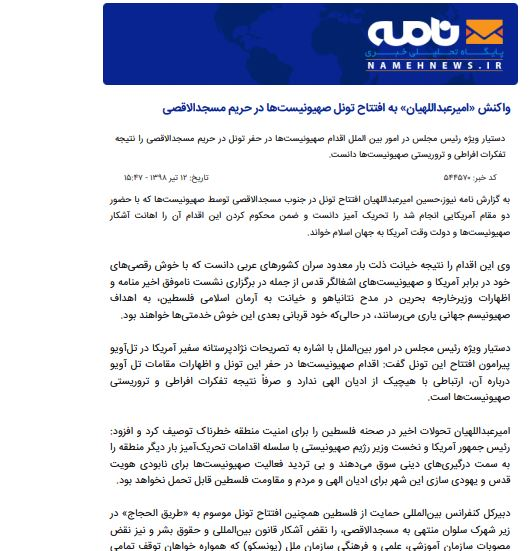 نامه
پایگاه تحلیلی خبری
NAMEHNEWS.IR
واکنش «امیرعبداللهیان» به افتتاح تونل صهیونیست‌ها در حریم مسجدالاقصی
دستیار ویژه رئیس مجلس در امور بین الملل اقدام صهیونیست‌ها در حفر تونل در حریم مسجدالاقصی را نتیجه
تفکرات افراطی و تروریستی صهیونیست‌ها دانست.
کد خبر: ۵۴۴۵۷۰ تاریخ: ۱۲ تیر ۱۳۹۸ - ۱۵:۴۷
به گزارش نامه نیوز،حسین امیرعبداللهیان افتتاح تونل در جنوب مسجدالاقصی توسط صهیونیست‌ها که با حضور
دو مقام آمریکایی انجام شد را تحریک آمیز دانست و ضمن محکوم کردن این اقدام آن را اهانت آشکار
صهیونیست‌ها و دولت وقت آمریکا به جهان اسلام خواند.
وی این اقدام را نتیجه خیانت ذلت بار معدود سران کشورهای عربی دانست که با خوش رقصی‌های
خود در برابر آمریکا و صهیونیست‌های اشغالگر قدس از جمله در برگزاری نشست ناموفق اخیر منامه و
اظهارات وزیرخارجه بحرین در مدح نتانیاهو و خیانت به آرمان اسلامی فلسطین، به اهداف
صهیونیسم جهانی یاری می‌رسانند، در حالی‌که خود قربانی بعدی این خوش خدمتی‌ها خواهند بود.
دستیار ویژه رئیس مجلس در امور بین‌الملل با اشاره به تصریحات نژادپرستانه سفیر آمریکا در تل‌آویو
پیرامون افتتاح این تونل گفت: اقدام صهیونیست‌ها در حفر این تونل و اظهارات مقامات تل آویو
درباره آن، ارتباطی با هیچیک از ادیان الهی ندارد و صرفاً نتیجه تفکرات افراطی و تروریستی
صهیونیست‌ها است.
امیرعبداللهیان تحولات اخیر در صحنه فلسطین را برای امنیت منطقه خطرناک توصیف کرد و افزود:
رئیس جمهور آمریکا و نخست وزیر رژیم صهیونیستی با سلسله اقدامات تحریک‌آمیز بار دیگر منطقه را
به سمت درگیری‌های دینی سوق می‌دهند و بی تردید فعالیت صهیونیست‌ها برای نابودی هویت
قدس و یهودی سازی این شهر برای ادیان الهی و مردم و مقاومت فلسطین قابل تحمل نخواهد بود.
دبیرکل کنفرانس بین‌المللی حمایت از فلسطین همچنین افتتاح تونل موسوم به «طریق الحجاج» در
زیر شهرک سلوان منتهی به مسجدالاقصی، را نقض آشکار قانون بین‌المللی و حقوق بشر و نیز نقض
مصوبات سازمان آموزشی، علمی و فرهنگی سازمان ملل (یونسکو) که همواره خواهان توقف تمامی